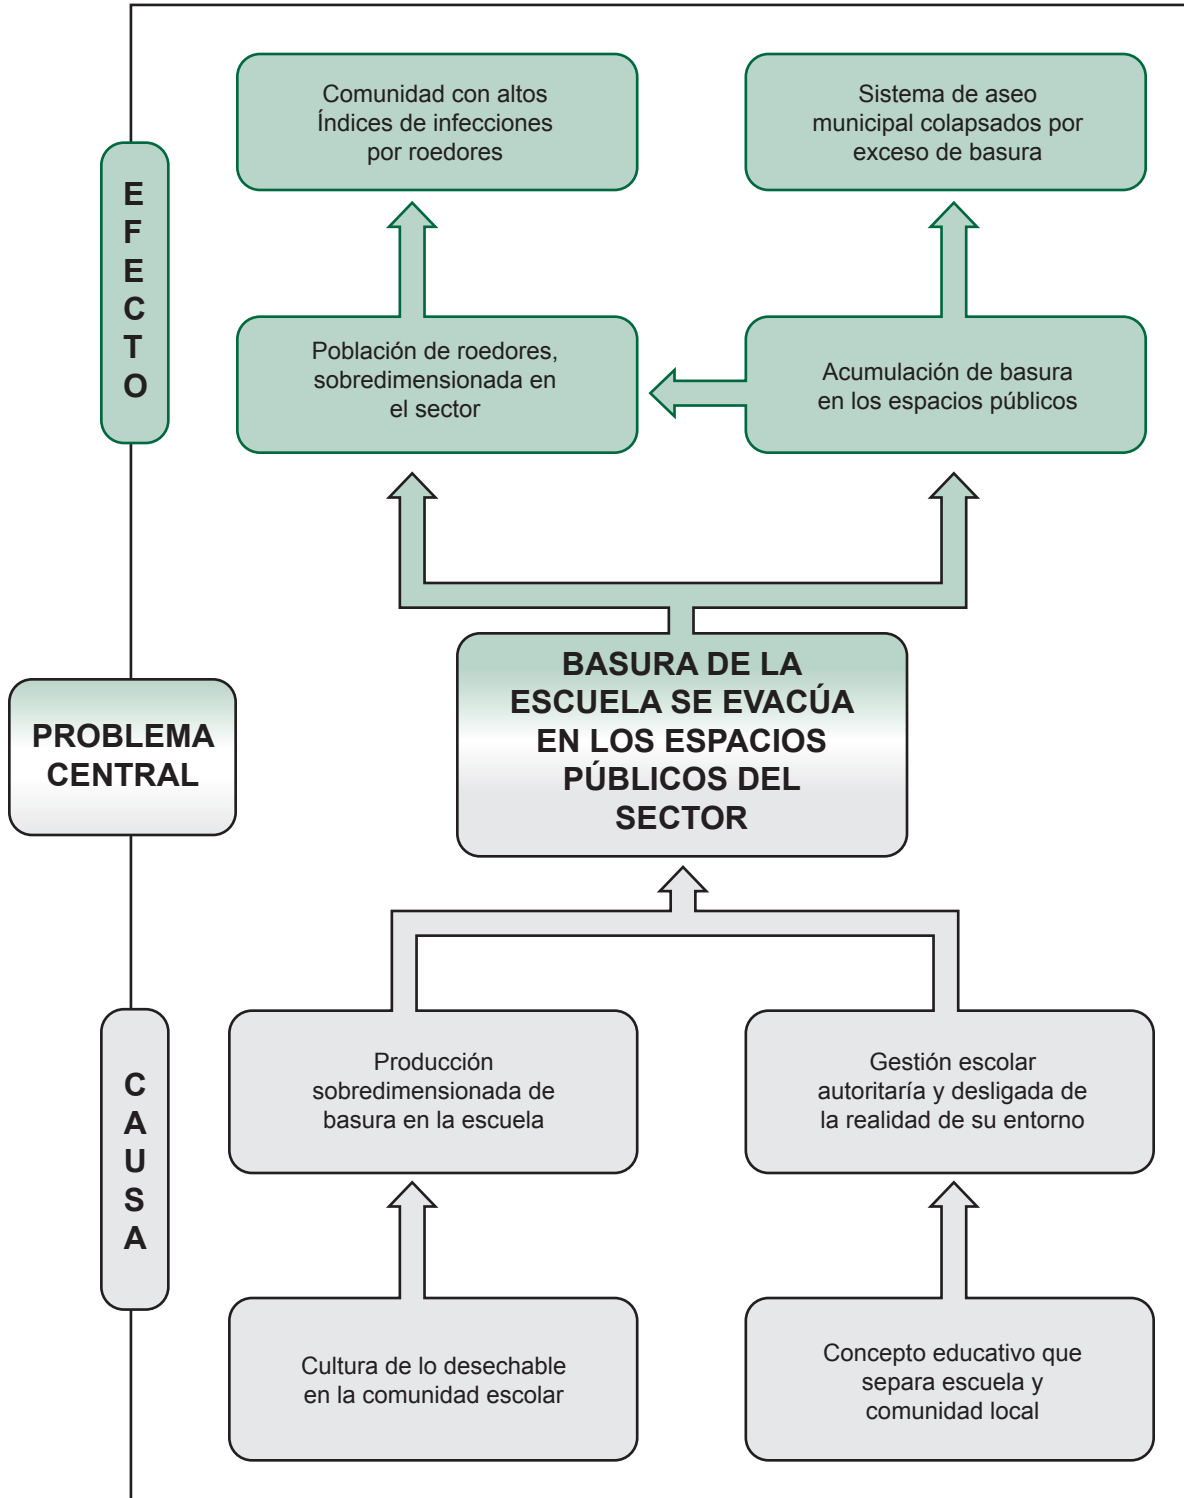 Comunidad con altos
Índices de infecciones
por roedores
Sistema de aseo
municipal colapsados por
exceso de basura
EFECTO
Población de roedores,
sobredimensionada en
el sector
Acumulación de basura
en los espacios públicos
PROBLEMA
CENTRAL
BASURA DE LA
ESCUELA SE EVACÚA
EN LOS ESPACIOS
PÚBLICOS DEL
SECTOR
CAUSA
Producción
sobredimensionada de
basura en la escuela
Gestión escolar
autoritaría y desligada de
la realidad de su entorno
Cultura de lo desechable
en la comunidad escolar
Concepto educativo que
separa escuela y
comunidad local